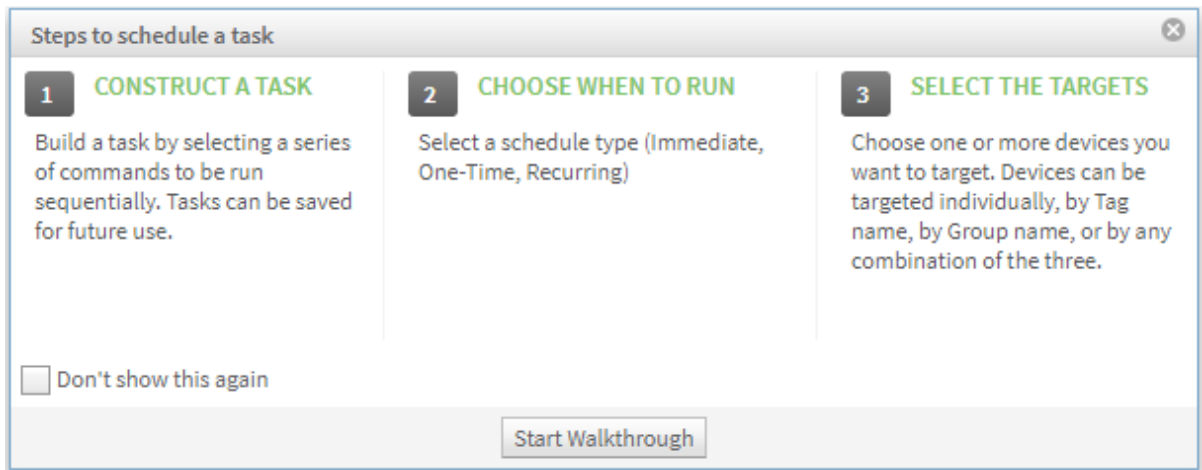 Steps to schedule a task
1 CONSTRUCT A TASK
Build a task by selecting a series
of commands to be run
sequentially. Tasks can be saved
for future use.
2 CHOOSE WHEN TO RUN
Select a schedule type (Immediate,
One-Time, Recurring)
3 SELECT THE TARGETS
Choose one or more devices you
want to target. Devices can be
targeted individually, by Tag
name, by Group name, or by any
combination of the three.
Don't show this again
Start Walkthrough